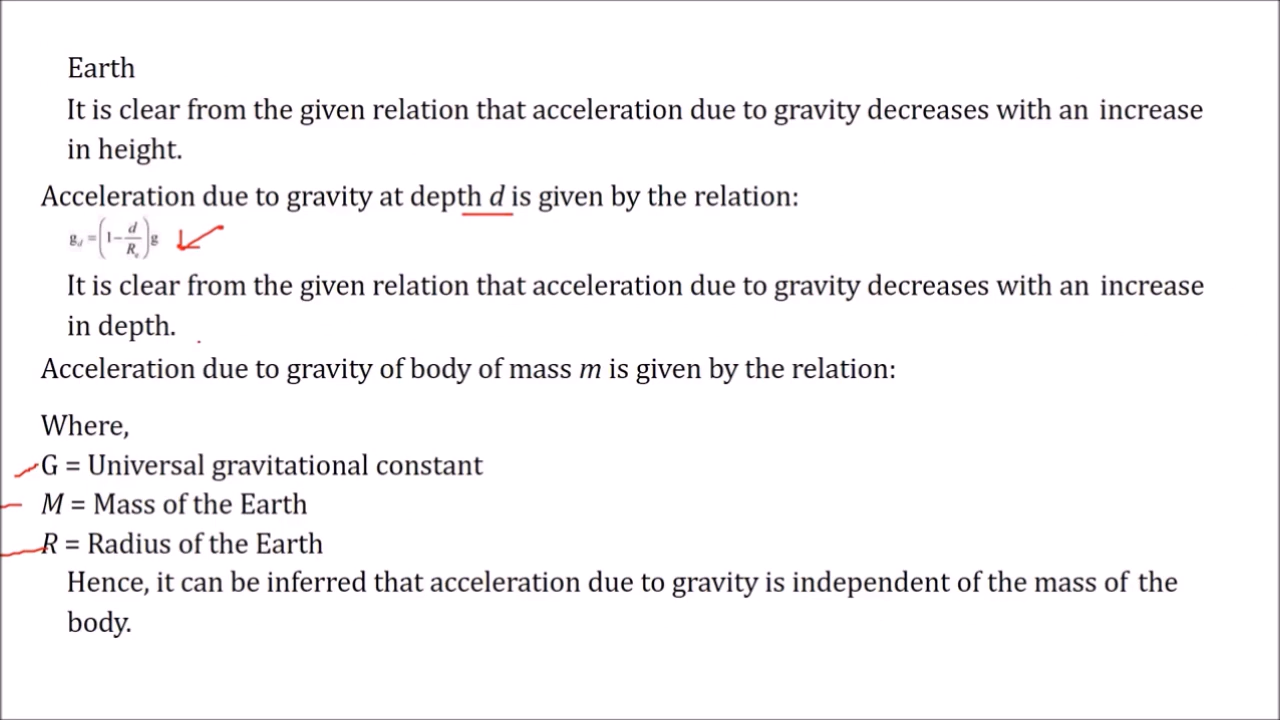 Earth
It is clear from the given relation that acceleration due to gravity decreases with an increase
in height.
Acceleration due to gravity at depth d is given by the relation:
g_d = (1 - d/R_e) g
It is clear from the given relation that acceleration due to gravity decreases with an increase
in depth.
Acceleration due to gravity of body of mass m is given by the relation:
Where,
G = Universal gravitational constant
M = Mass of the Earth
R = Radius of the Earth
Hence, it can be inferred that acceleration due to gravity is independent of the mass of the
body.